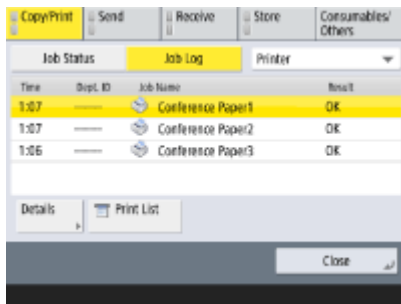 Copy/Print Send Receive Store Consumables/
Others
Job Status Job Log Printer
Time Dept. ID Job Name Result
1:07 ------ Conference Paper1 OK
1:07 ------ Conference Paper2 OK
1:06 ------ Conference Paper3 OK
Details Print List
Close